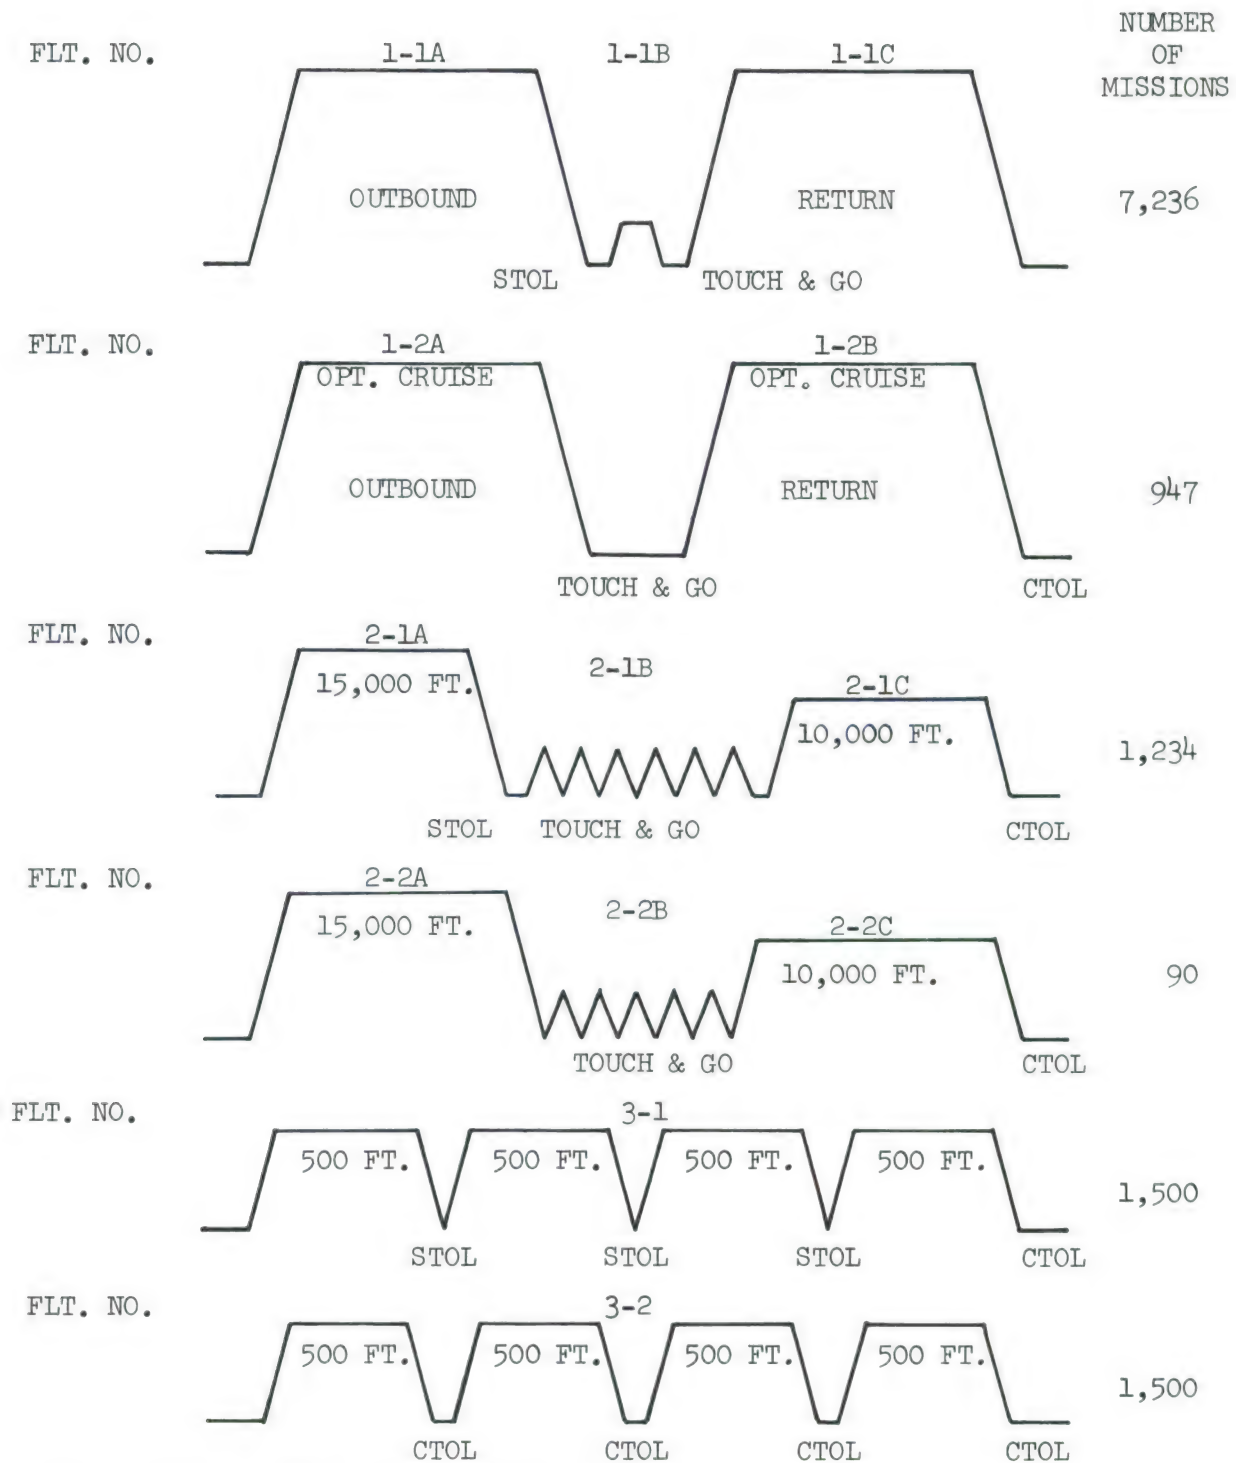 NUMBER
OF
MISSIONS
FLT. NO. 1-1A 1-1B 1-1C
OUTBOUND RETURN 7,236
STOL TOUCH & GO
FLT. NO. 1-2A 1-2B
OPT. CRUISE OPT. CRUISE
OUTBOUND RETURN 947
TOUCH & GO CTOL
FLT. NO. 2-1A 2-1B 2-1C
15,000 FT. 10,000 FT. 1,234
STOL TOUCH & GO CTOL
FLT. NO. 2-2A 2-2B 2-2C
15,000 FT. 10,000 FT. 90
TOUCH & GO CTOL
FLT. NO. 3-1
500 FT. 500 FT. 500 FT. 500 FT. 1,500
STOL STOL STOL CTOL
FLT. NO. 3-2
500 FT. 500 FT. 500 FT. 500 FT. 1,500
CTOL CTOL CTOL CTOL